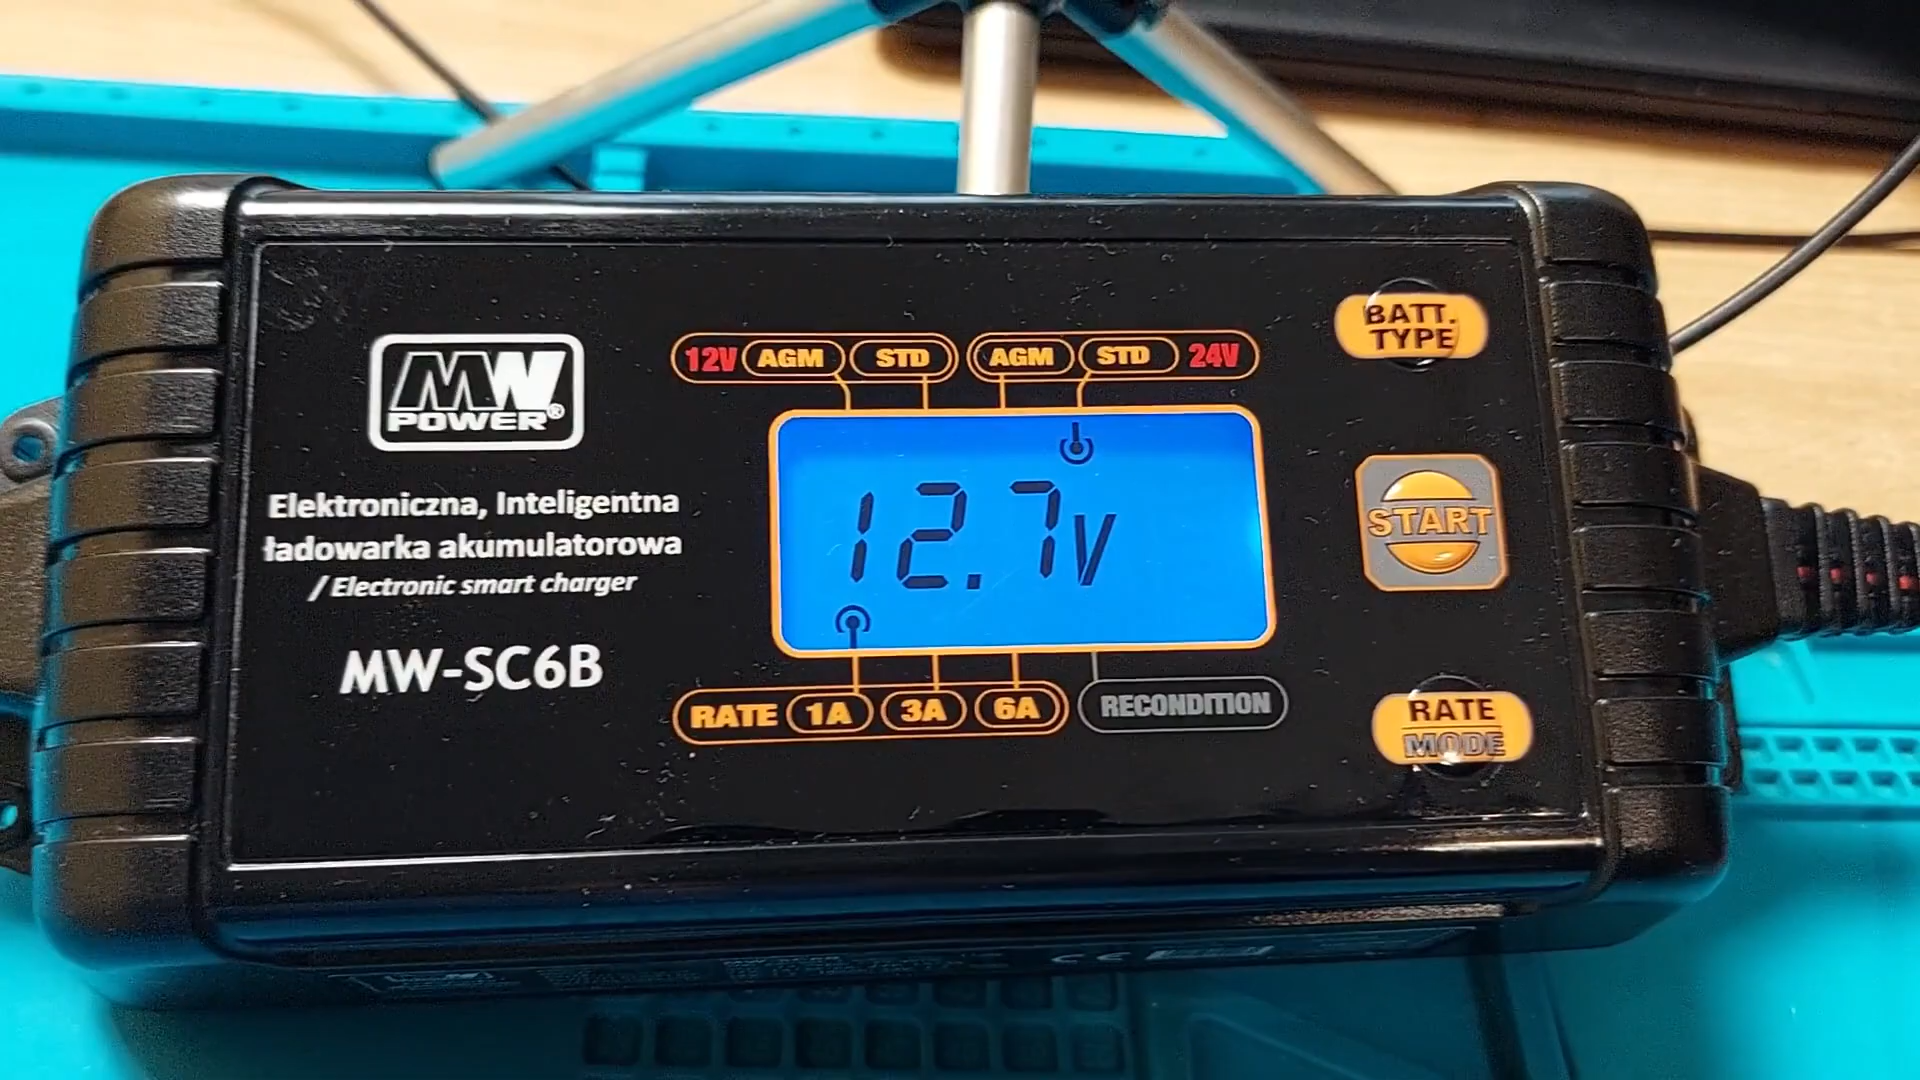 12V AGM STD AGM STD 24V
BATT.
TYPE
MW
POWER®
12.7V
START
Elektroniczna, Inteligentna
ładowarka akumulatorowa
/ Electronic smart charger
MW-SC6B
RATE 1A 3A 6A RECONDITION
RATE
MODE
CE